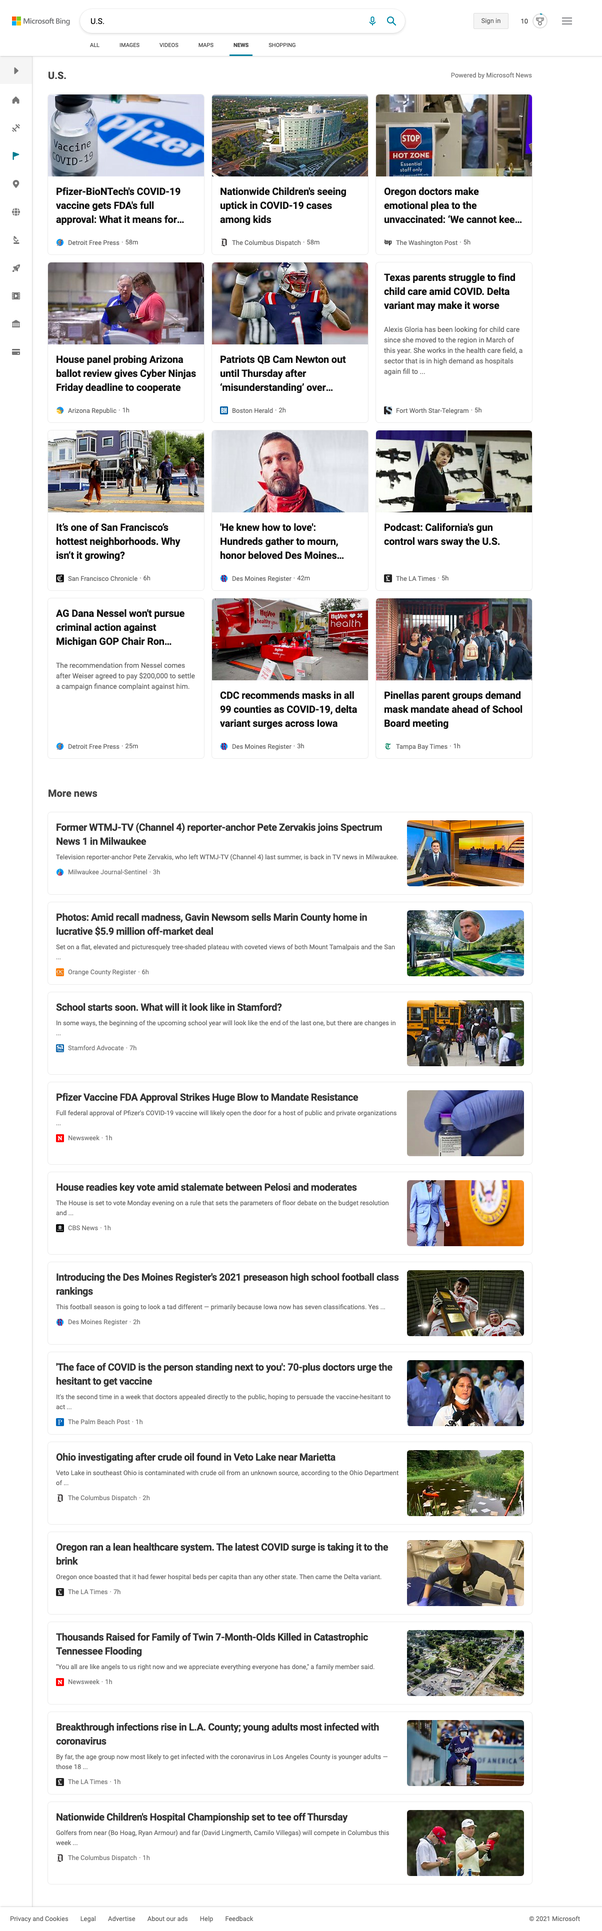 Microsoft Bing
U.S.
Sign in
10
ALL
IMAGES
VIDEOS
MAPS
NEWS
SHOPPING
U.S.
Powered by Microsoft News
Vaccine
COVID-19
Pfizer
Pfizer-BioNTech's COVID-19
vaccine gets FDA's full
approval: What it means for...
Detroit Free Press · 58m
Nationwide Children's seeing
uptick in COVID-19 cases
among kids
The Columbus Dispatch · 58m
STOP
HOT ZONE
Essential
staff only
Oregon doctors make
emotional plea to the
unvaccinated: ‘We cannot kee...
The Washington Post · 5h
House panel probing Arizona
ballot review gives Cyber Ninjas
Friday deadline to cooperate
Arizona Republic · 1h
1
Patriots QB Cam Newton out
until Thursday after
‘misunderstanding’ over...
Boston Herald · 2h
Texas parents struggle to find
child care amid COVID. Delta
variant may make it worse
Alexis Gloria has been looking for child care
since she moved to the region in March of
this year. She works in the health care field, a
sector that is in high demand as hospitals
again fill to ...
Fort Worth Star-Telegram · 5h
It’s one of San Francisco’s
hottest neighborhoods. Why
isn’t it growing?
San Francisco Chronicle · 6h
'He knew how to love':
Hundreds gather to mourn,
honor beloved Des Moines...
Des Moines Register · 42m
Podcast: California's gun
control wars sway the U.S.
The LA Times · 5h
AG Dana Nessel won't pursue
criminal action against
Michigan GOP Chair Ron...
The recommendation from Nessel comes
after Weiser agreed to pay $200,000 to settle
a campaign finance complaint against him.
Detroit Free Press · 25m
HyVee
health
CDC recommends masks in all
99 counties as COVID-19, delta
variant surges across Iowa
Des Moines Register · 3h
Pinellas parent groups demand
mask mandate ahead of School
Board meeting
Tampa Bay Times · 1h
More news
Former WTMJ-TV (Channel 4) reporter-anchor Pete Zervakis joins Spectrum
News 1 in Milwaukee
Television reporter-anchor Pete Zervakis, who left WTMJ-TV (Channel 4) last summer, is back in TV news in Milwaukee.
Milwaukee Journal-Sentinel · 3h
Photos: Amid recall madness, Gavin Newsom sells Marin County home in
lucrative $5.9 million off-market deal
Set on a flat, elevated and picturesquely tree-shaded plateau with coveted views of both Mount Tamalpais and the San
...
Orange County Register · 6h
School starts soon. What will it look like in Stamford?
In some ways, the beginning of the upcoming school year will look like the end of the last one, but there are changes in
...
Stamford Advocate · 7h
Pfizer Vaccine FDA Approval Strikes Huge Blow to Mandate Resistance
Full federal approval of Pfizer's COVID-19 vaccine will likely open the door for a host of public and private organizations
...
Newsweek · 1h
House readies key vote amid stalemate between Pelosi and moderates
The House is set to vote Monday evening on a rule that sets the parameters of floor debate on the budget resolution
and ...
CBS News · 1h
Introducing the Des Moines Register's 2021 preseason high school football class
rankings
This football season is going to look a tad different — primarily because Iowa now has seven classifications. Yes ...
Des Moines Register · 2h
'The face of COVID is the person standing next to you': 70-plus doctors urge the
hesitant to get vaccine
It's the second time in a week that doctors appealed directly to the public, hoping to persuade the vaccine-hesitant to
act ...
The Palm Beach Post · 1h
Ohio investigating after crude oil found in Veto Lake near Marietta
Veto Lake in southeast Ohio is contaminated with crude oil from an unknown source, according to the Ohio Department
of ...
The Columbus Dispatch · 2h
Oregon ran a lean healthcare system. The latest COVID surge is taking it to the
brink
Oregon once boasted that it had fewer hospital beds per capita than any other state. Then came the Delta variant.
The LA Times · 7h
Thousands Raised for Family of Twin 7-Month-Olds Killed in Catastrophic
Tennessee Flooding
"You all are like angels to us right now and we appreciate everything everyone has done," a family member said.
Newsweek · 1h
Breakthrough infections rise in L.A. County; young adults most infected with
coronavirus
By far, the age group now most likely to get infected with the coronavirus in Los Angeles County is younger adults —
those 18 ...
The LA Times · 1h
OF AMERICA
Nationwide Children's Hospital Championship set to tee off Thursday
Golfers from near (Bo Hoag, Ryan Armour) and far (David Lingmerth, Camilo Villegas) will compete in Columbus this
week ...
The Columbus Dispatch · 1h
Privacy and Cookies
Legal
Advertise
About our ads
Help
Feedback
© 2021 Microsoft